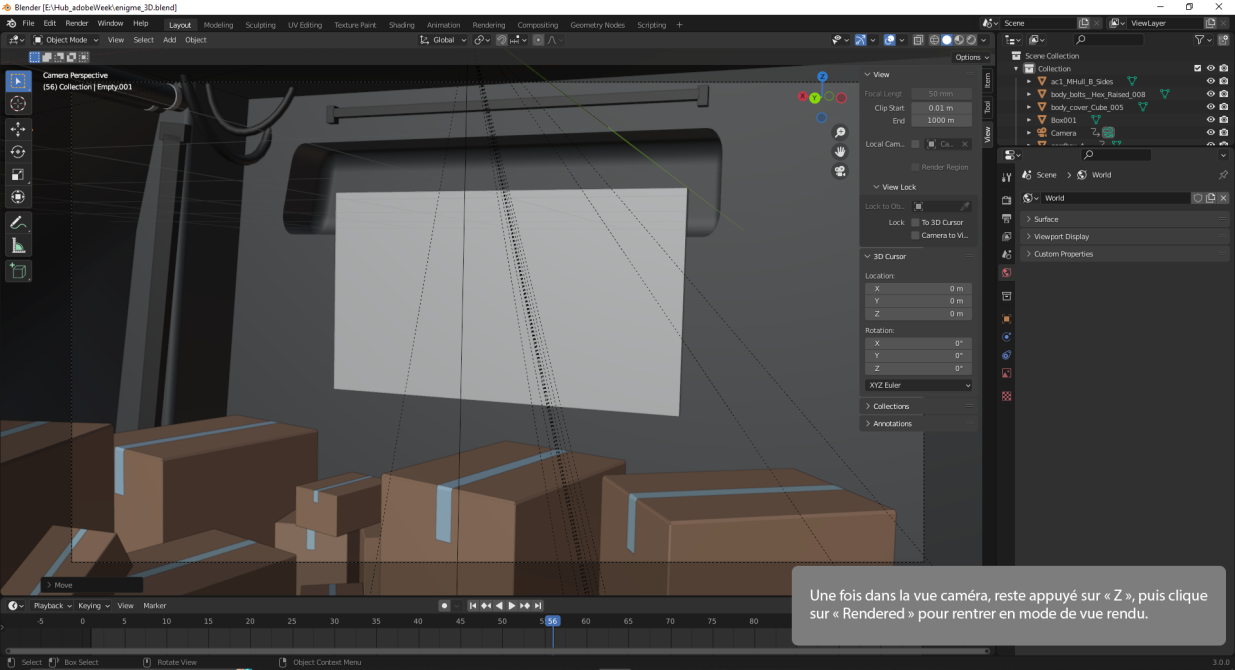 Blender [E:\Hub_adobeWeek\enigme_3D.blend]
File Edit Render Window Help Layout Modeling Sculpting UV Editing Texture Paint Shading Animation Rendering Compositing Geometry Nodes Scripting + Scene ViewLayer
Object Mode View Select Add Object Global
Options
Camera Perspective
(56) Collection | Empty.001
Z
X Y
View
Focal Lengt 50 mm
Clip Start 0.01 m
End 1000 m
Local Cam... Ca...
Render Region
View Lock
Lock to Ob...
Lock To 3D Cursor
Camera to Vi...
3D Cursor
Location:
X 0 m
Y 0 m
Z 0 m
Rotation:
X 0°
Y 0°
Z 0°
XYZ Euler
Collections
Annotations
Item
Tool
View
Scene Collection
Collection
ac1_MHull_B_Sides
body_bolts--Hex_Raised_008
body_cover_Cube_005
Box001
Camera
Scene > World
World
Surface
Viewport Display
Custom Properties
Move
Une fois dans la vue caméra, reste appuyé sur « Z », puis clique
sur « Rendered » pour rentrer en mode de vue rendu.
Playback Keying View Marker
-5 0 5 10 15 20 25 30 35 40 45 50 56 60 65 70 75 80
Select Box Select Rotate View Object Context Menu 3.0.0